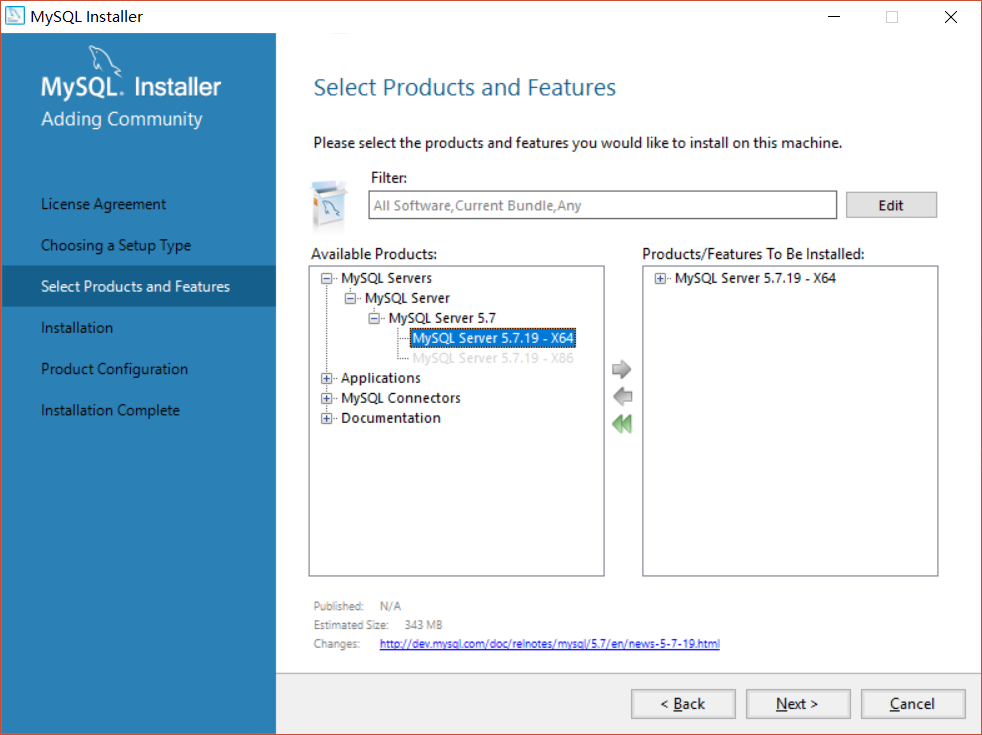 MySQL Installer
MySQL. Installer
Adding Community
License Agreement
Choosing a Setup Type
Select Products and Features
Installation
Product Configuration
Installation Complete
Select Products and Features
Please select the products and features you would like to install on this machine.
Filter:
All Software,Current Bundle,Any
Edit
Available Products:
MySQL Servers
MySQL Server
MySQL Server 5.7
MySQL Server 5.7.19 - X64
MySQL Server 5.7.19 - X86
Applications
MySQL Connectors
Documentation
Products/Features To Be Installed:
MySQL Server 5.7.19 - X64
Published: N/A
Estimated Size: 343 MB
Changes: http://dev.mysql.com/doc/relnotes/mysql/5.7/en/news-5-7-19.html
< Back
Next >
Cancel